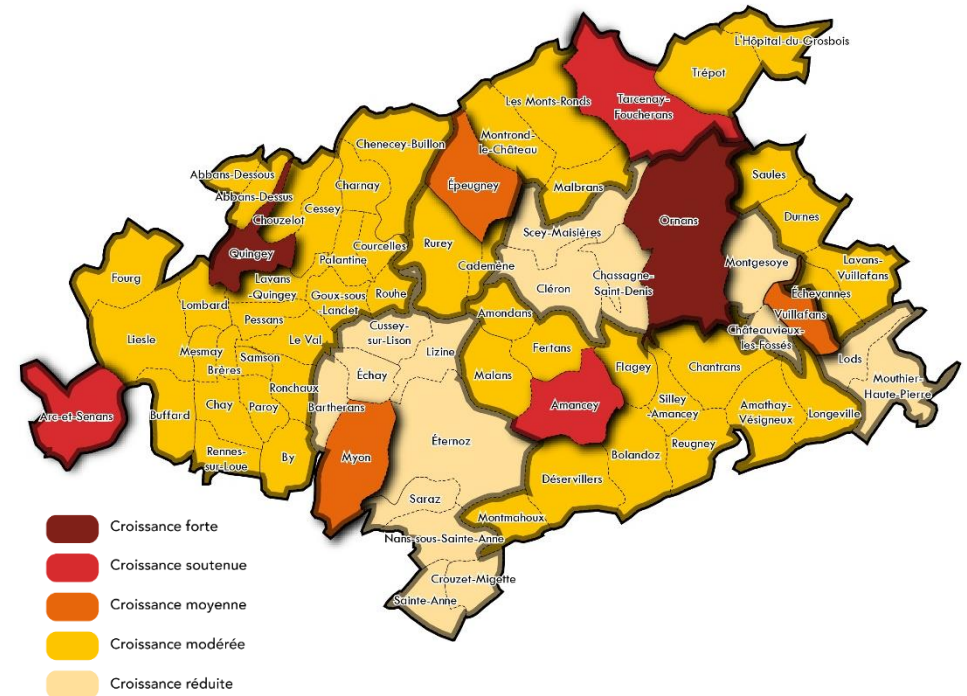 L'Hôpital-du-Grosbois
Trépot
Les Monts-Ronds
Tarcenay-
Foucherans
Montrond-
le-Château
Chenecey-Buillon
Abbans-Dessous
Abbans-Dessus
Charnay
Épeugney
Malbrans
Saules
Chouzelot
Cessey
Durnes
Ornans
Scey-Maisières
Courcelles
Rurey
Quingey
Palantine
Montgesoye
Lavans-
Vuillafans
Cademène
Fourg
Lavans
-Quingey
Chassagne-
Saint-Denis
Cléron
Goux-sous
-Landet
Rouhe
Échevannes
Lombard
Amondans
Vuillafans
Pessans
Cussey-
sur-Lison
Châteauvieux-
les-Fossés
Liesle
Le Val
Mesmay
Lizine
Fertans
Samson
Lods
Brères
Échay
Malans
Flagey
Chantrans
Ronchaux
Mouthier-
Haute-Pierre
Amancey
Silley
-Amancey
Chay
Paroy
Bartherans
Buffard
Arc-et-Senans
Amathay-
Vésigneux
Longeville
Éternoz
Reugney
Rennes-
sur-Loue
By
Myon
Bolandoz
Déservillers
Saraz
Montmahoux
Nans-sous-Sainte-Anne
Crouzet-Migette
Sainte-Anne
Croissance forte
Croissance soutenue
Croissance moyenne
Croissance modérée
Croissance réduite